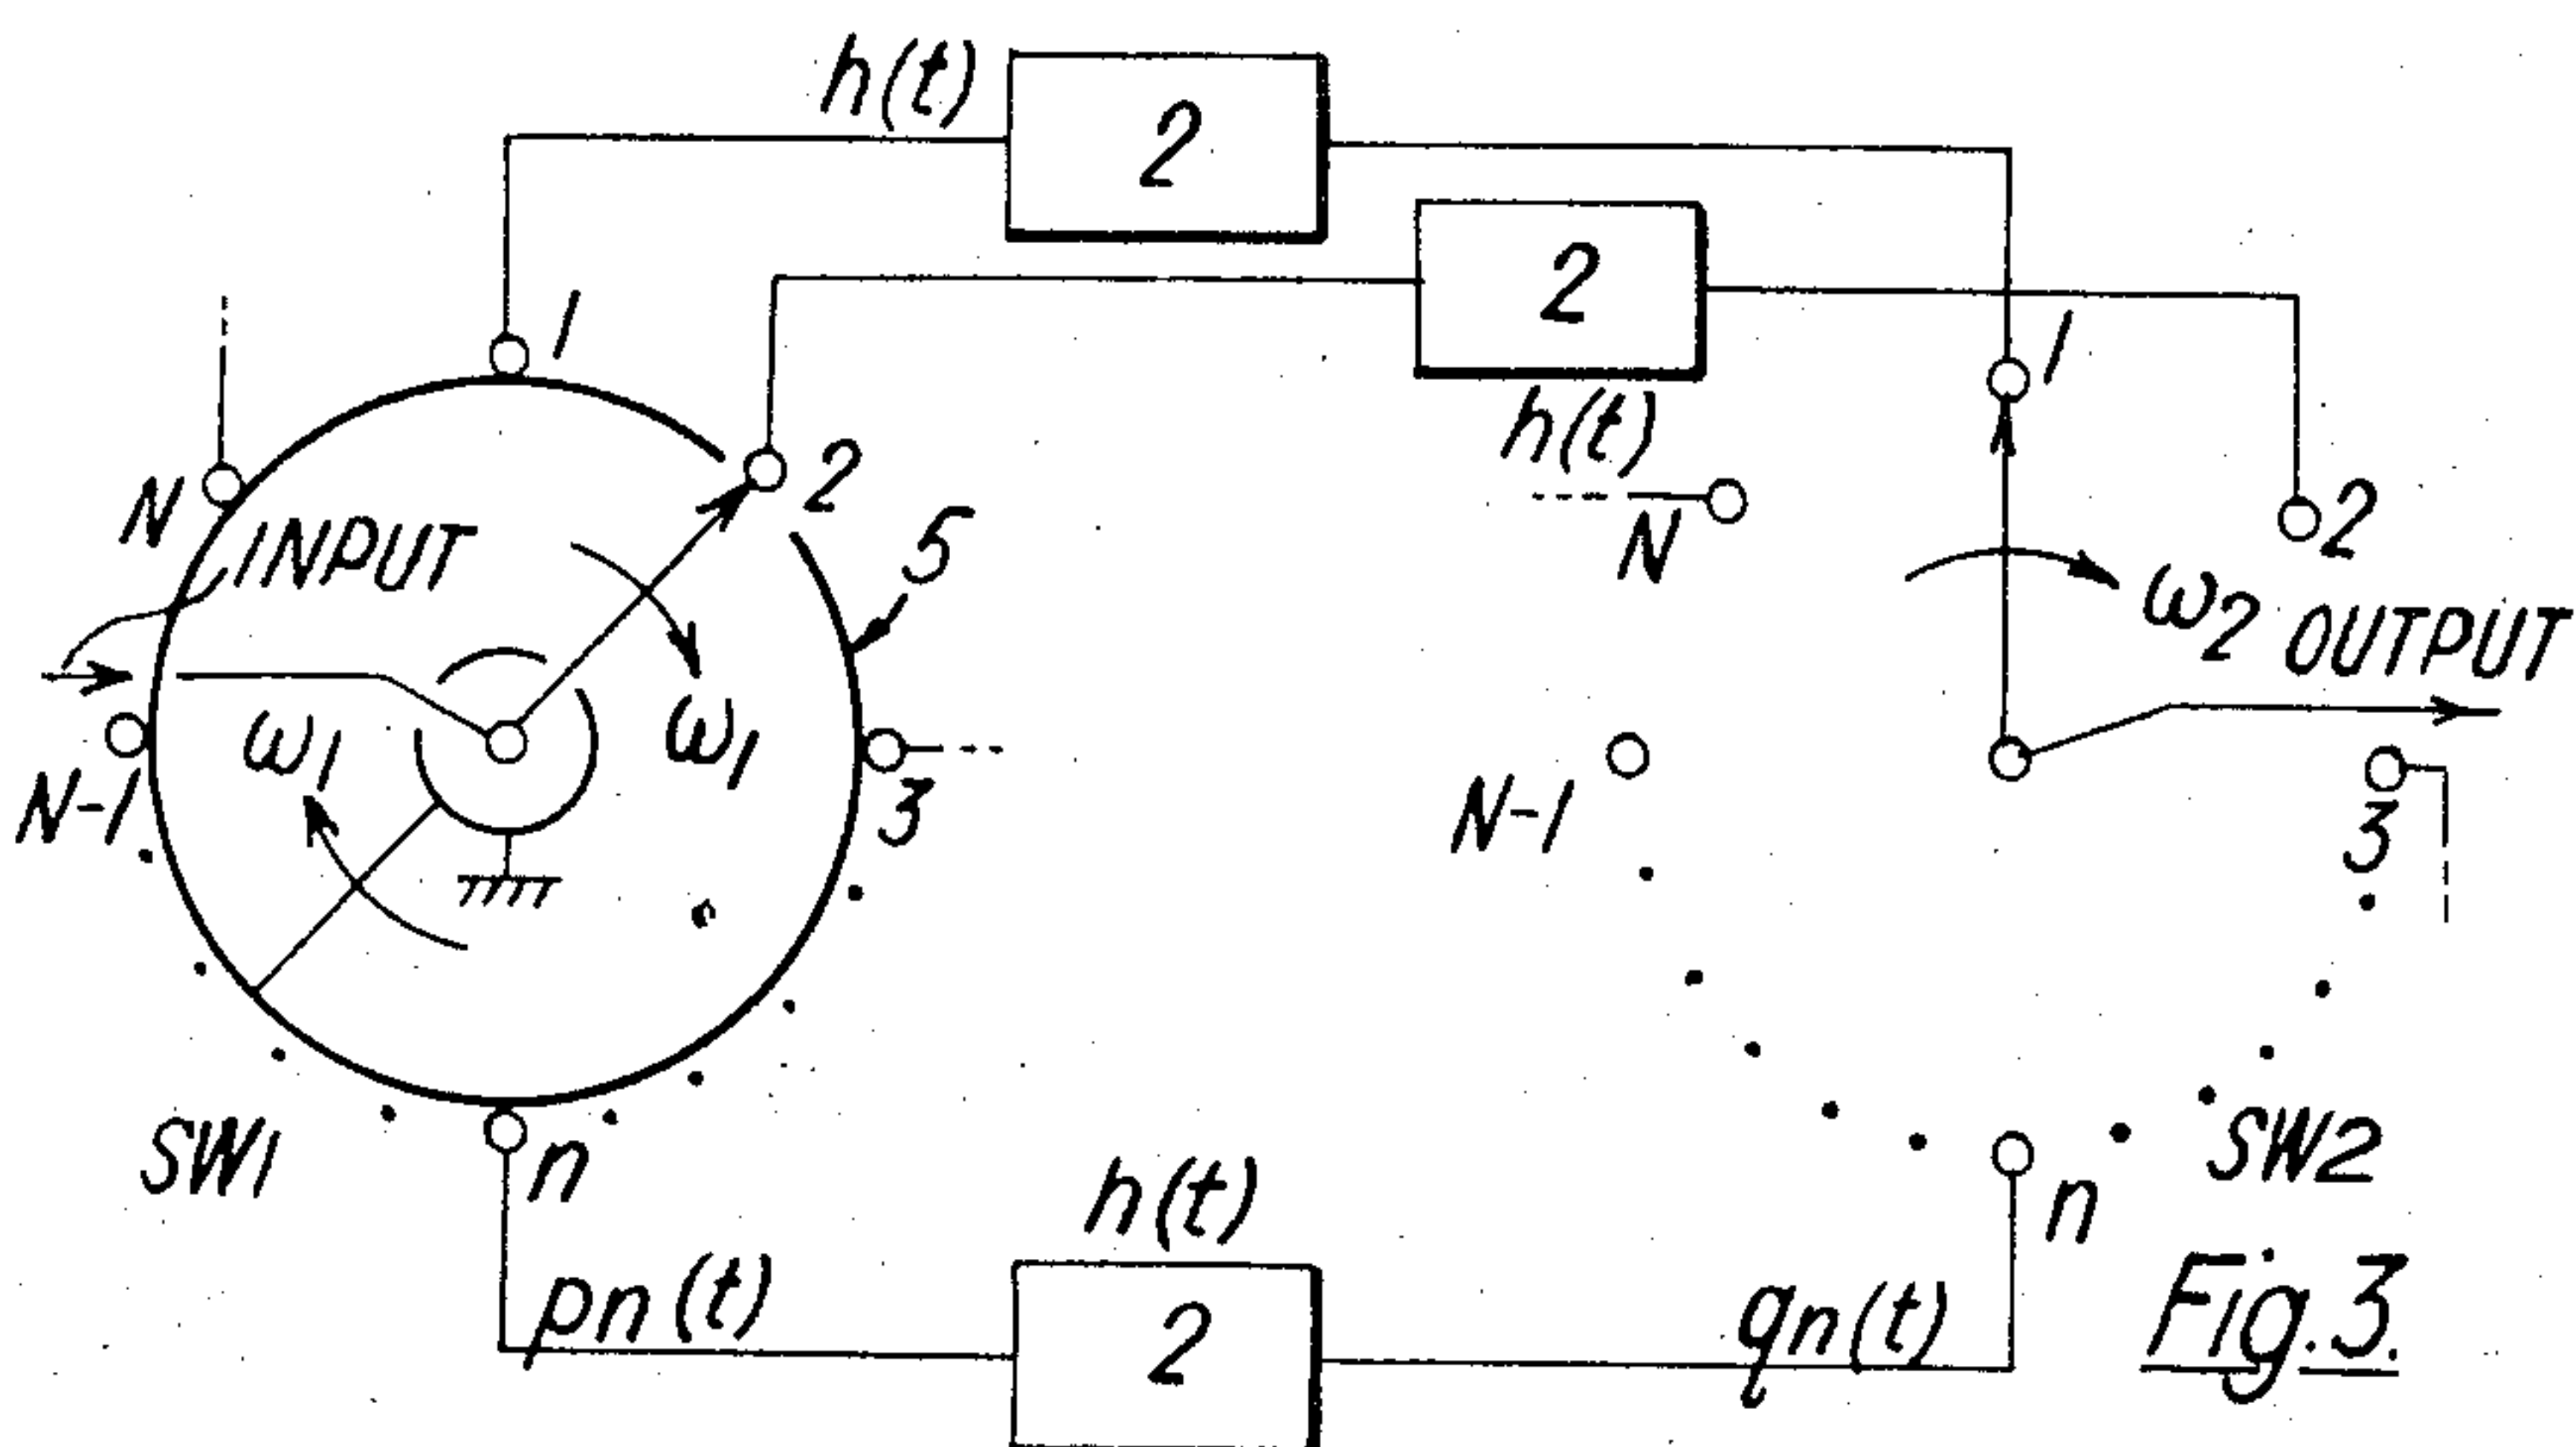 h(t)
2
2
h(t)
1
1
N
2
N
2
INPUT
5
ω2
OUTPUT
ω1
ω1
N-1
3
N-1
3
SW1
n
SW2
n
h(t)
pn(t)
2
qn(t)
Fig.3.